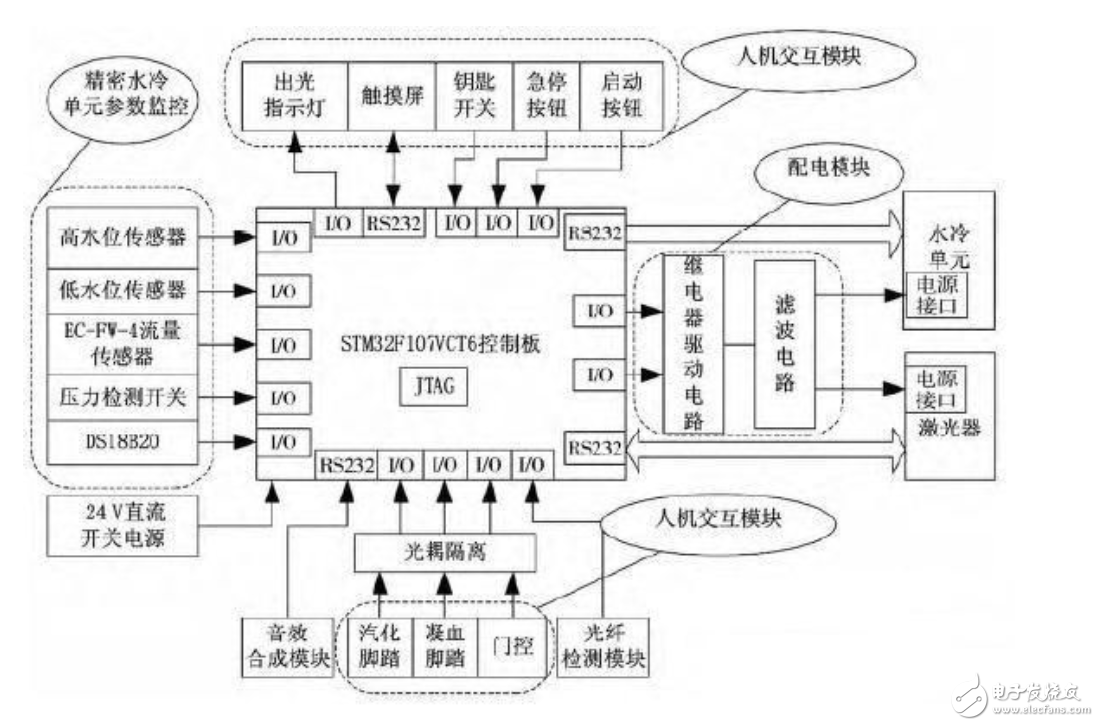 人机交互模块
精密水冷
单元参数监控
出光
指示灯
触摸屏
钥匙
开关
急停
按钮
启动
按钮
配电模块
高水位传感器
低水位传感器
EC-FW-4流量
传感器
压力检测开关
DS18B20
24V直流
开关电源
I/O
RS232
I/O
I/O
I/O
RS232
I/O
I/O
I/O
I/O
I/O
I/O
I/O
RS232
STM32F107VCT6控制板
JTAG
RS232
I/O
I/O
I/O
I/O
继电器驱动电路
滤波电路
水冷
单元
电源
接口
电源
接口
激光器
光耦隔离
人机交互模块
音效
合成模块
汽化
脚踏
凝血
脚踏
门控
光纤
检测模块
电子发烧友
www.elecfans.com